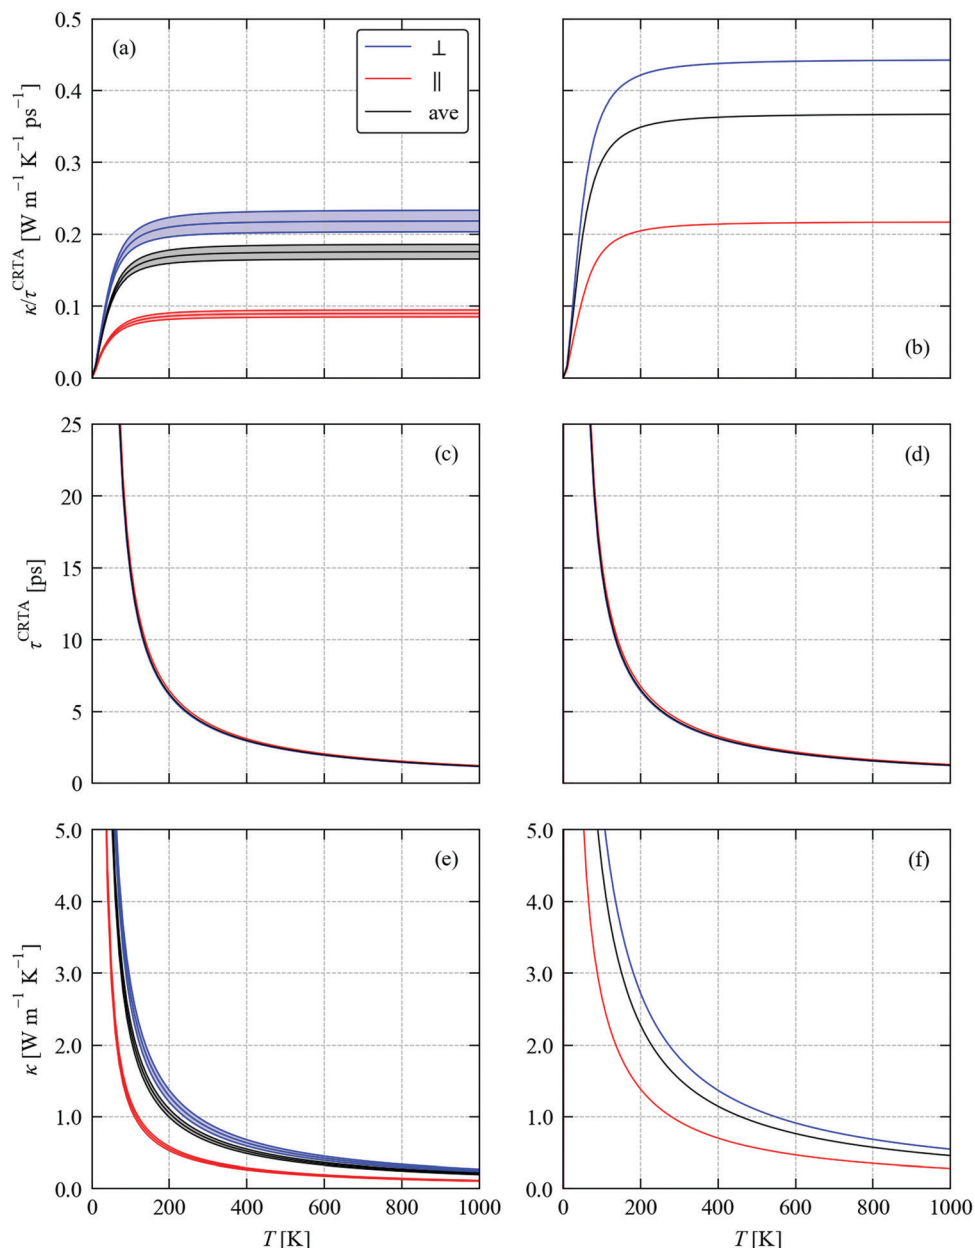 0.5
0.4
0.3
0.2
0.1
0.0
κ/τ^CRTA [W m⁻¹ K⁻¹ ps⁻¹]
(a)
⊥
∥
ave
(b)
25
20
15
10
5
0
τ^CRTA [ps]
(c)
(d)
5.0
4.0
3.0
2.0
1.0
0.0
κ [W m⁻¹ K⁻¹]
(e)
0 200 400 600 800 1000
T [K]
5.0
4.0
3.0
2.0
1.0
0.0
(f)
0 200 400 600 800 1000
T [K]